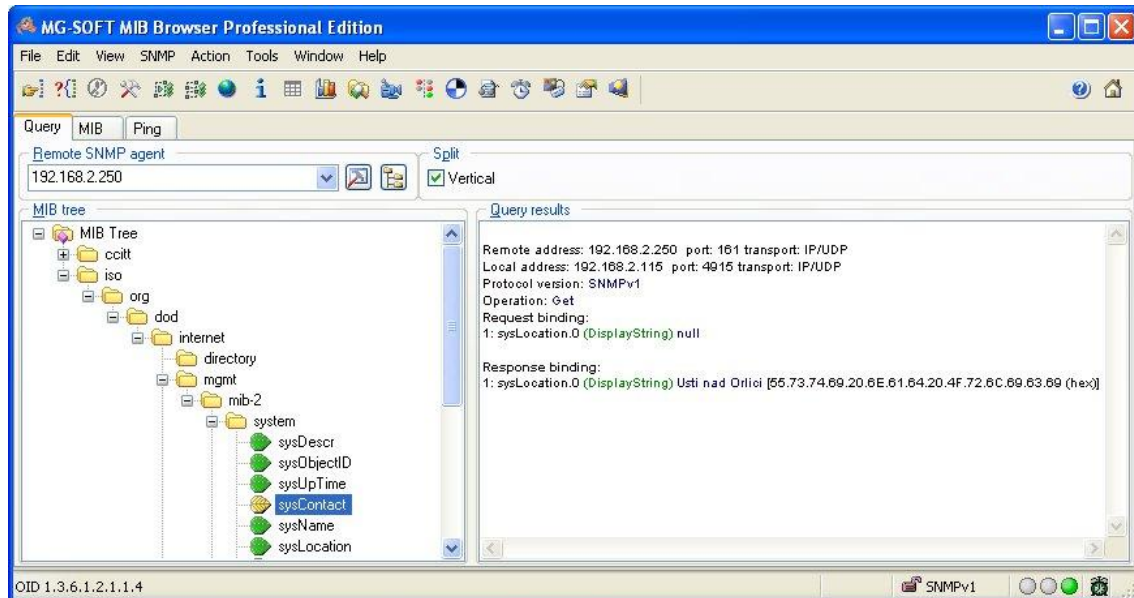 MG-SOFT MIB Browser Professional Edition
File Edit View SNMP Action Tools Window Help
Query MIB Ping
Remote SNMP agent
192.168.2.250
Split
Vertical
MIB tree
MIB Tree
ccitt
iso
org
dod
internet
directory
mgmt
mib-2
system
sysDescr
sysObjectID
sysUpTime
sysContact
sysName
sysLocation
Query results
Remote address: 192.168.2.250 port: 161 transport: IP/UDP
Local address: 192.168.2.115 port: 4915 transport: IP/UDP
Protocol version: SNMPv1
Operation: Get
Request binding:
1: sysLocation.0 (DisplayString) null
Response binding:
1: sysLocation.0 (DisplayString) Usti nad Orlici [55.73.74.69.20.6E.61.64.20.4F.72.6C.69.63.69 (hex)]
OID 1.3.6.1.2.1.1.4
SNMPv1